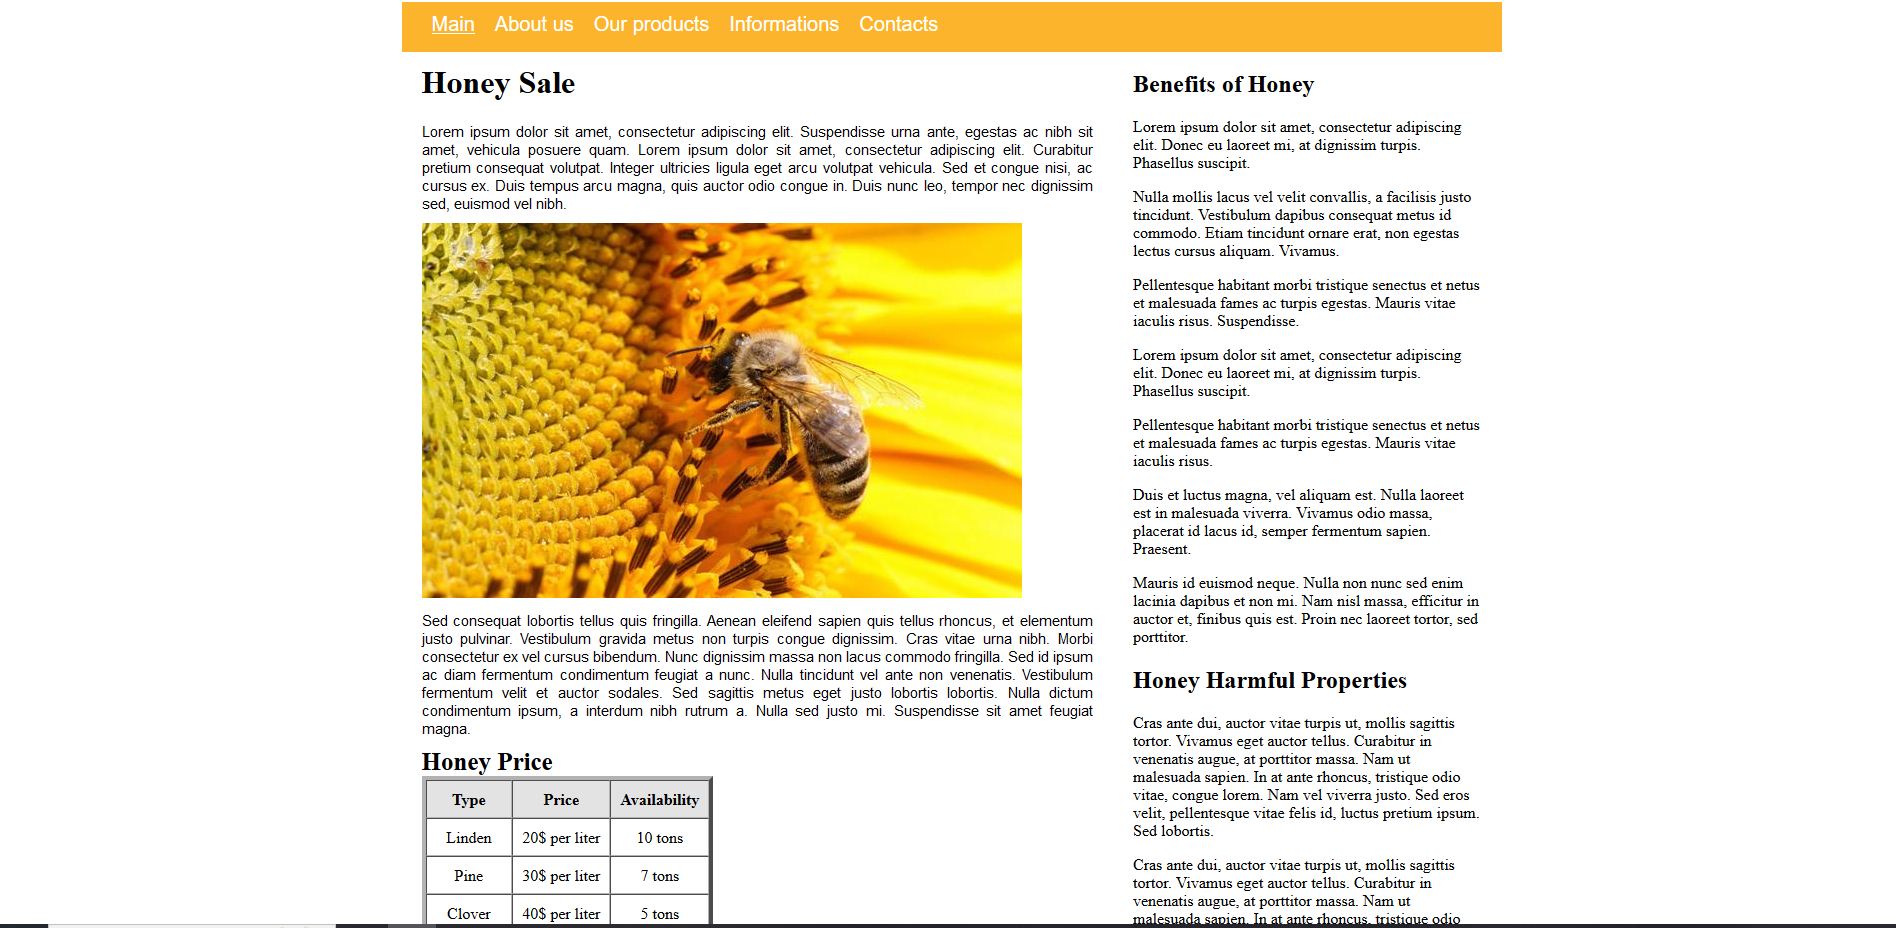 Main About us Our products Informations Contacts
Honey Sale
Lorem ipsum dolor sit amet, consectetur adipiscing elit. Suspendisse urna ante, egestas ac nibh sit
amet, vehicula posuere quam. Lorem ipsum dolor sit amet, consectetur adipiscing elit. Curabitur
pretium consequat volutpat. Integer ultricies ligula eget arcu volutpat vehicula. Sed et congue nisi, ac
cursus ex. Duis tempus arcu magna, quis auctor odio congue in. Duis nunc leo, tempor nec dignissim
sed, euismod vel nibh.
Sed consequat lobortis tellus quis fringilla. Aenean eleifend sapien quis tellus rhoncus, et elementum
justo pulvinar. Vestibulum gravida metus non turpis congue dignissim. Cras vitae urna nibh. Morbi
consectetur ex vel cursus bibendum. Nunc dignissim massa non lacus commodo fringilla. Sed id ipsum
ac diam fermentum condimentum feugiat a nunc. Nulla tincidunt vel ante non venenatis. Vestibulum
fermentum velit et auctor sodales. Sed sagittis metus eget justo lobortis lobortis. Nulla dictum
condimentum ipsum, a interdum nibh rutrum a. Nulla sed justo mi. Suspendisse sit amet feugiat
magna.
Honey Price
Type Price Availability
Linden 20$ per liter 10 tons
Pine 30$ per liter 7 tons
Clover 40$ per liter 5 tons
Benefits of Honey
Lorem ipsum dolor sit amet, consectetur adipiscing
elit. Donec eu laoreet mi, at dignissim turpis.
Phasellus suscipit.
Nulla mollis lacus vel velit convallis, a facilisis justo
tincidunt. Vestibulum dapibus consequat metus id
commodo. Etiam tincidunt ornare erat, non egestas
lectus cursus aliquam. Vivamus.
Pellentesque habitant morbi tristique senectus et netus
et malesuada fames ac turpis egestas. Mauris vitae
iaculis risus. Suspendisse.
Lorem ipsum dolor sit amet, consectetur adipiscing
elit. Donec eu laoreet mi, at dignissim turpis.
Phasellus suscipit.
Pellentesque habitant morbi tristique senectus et netus
et malesuada fames ac turpis egestas. Mauris vitae
iaculis risus.
Duis et luctus magna, vel aliquam est. Nulla laoreet
est in malesuada viverra. Vivamus odio massa,
placerat id lacus id, semper fermentum sapien.
Praesent.
Mauris id euismod neque. Nulla non nunc sed enim
lacinia dapibus et non mi. Nam nisl massa, efficitur in
auctor et, finibus quis est. Proin nec laoreet tortor, sed
porttitor.
Honey Harmful Properties
Cras ante dui, auctor vitae turpis ut, mollis sagittis
tortor. Vivamus eget auctor tellus. Curabitur in
venenatis augue, at porttitor massa. Nam ut
malesuada sapien. In at ante rhoncus, tristique odio
vitae, congue lorem. Nam vel viverra justo. Sed eros
velit, pellentesque vitae felis id, luctus pretium ipsum.
Sed lobortis.
Cras ante dui, auctor vitae turpis ut, mollis sagittis
tortor. Vivamus eget auctor tellus. Curabitur in
venenatis augue, at porttitor massa. Nam ut
malesuada sapien. In at ante rhoncus, tristique odio